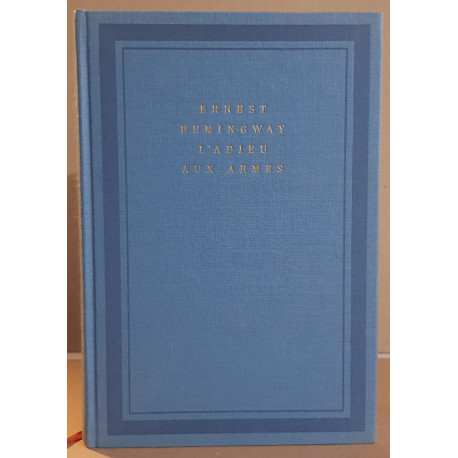 ERNEST
HEMINGWAY
L'ADIEU
AUX ARMES